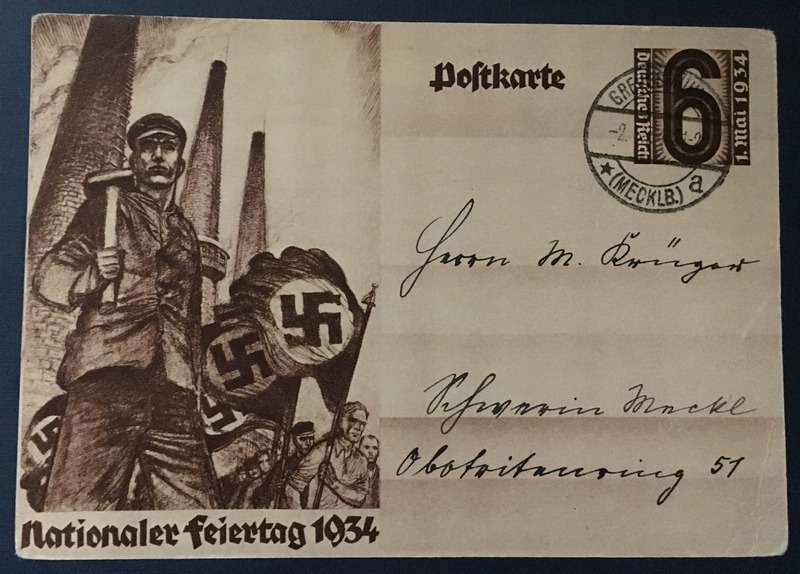 Postkarte
Deutsches Reich
6
1. Mai 1934
(MECKLB.) a
Herrn M. Krüger
Schwerin Meckl
Obotritenring 51
Nationaler Feiertag 1934